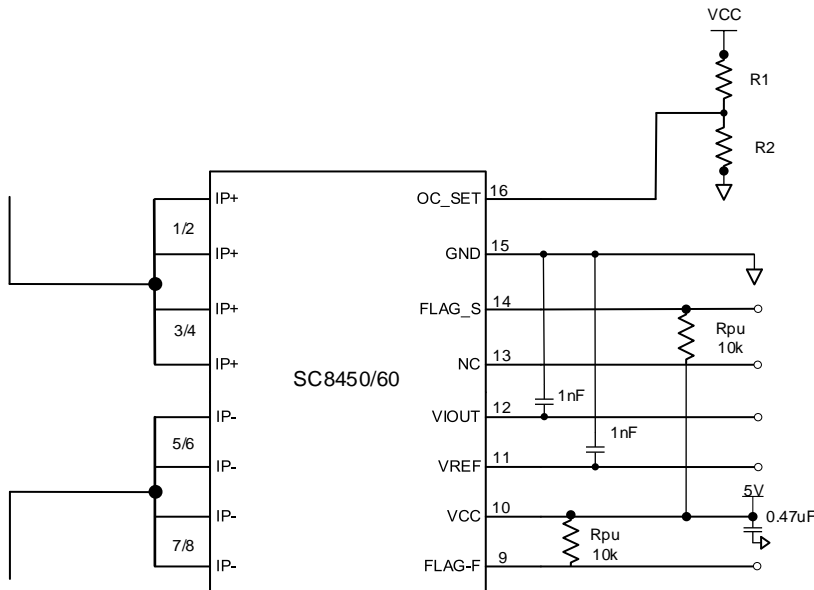 VCC
R1
R2
IP+
OC_SET
16
1/2
IP+
GND
15
IP+
FLAG_S
14
3/4
Rpu
10k
IP+
NC
13
SC8450/60
1nF
IP-
VIOUT
12
5/6
1nF
IP-
VREF
11
5V
IP-
VCC
10
0.47uF
7/8
Rpu
10k
IP-
FLAG-F
9